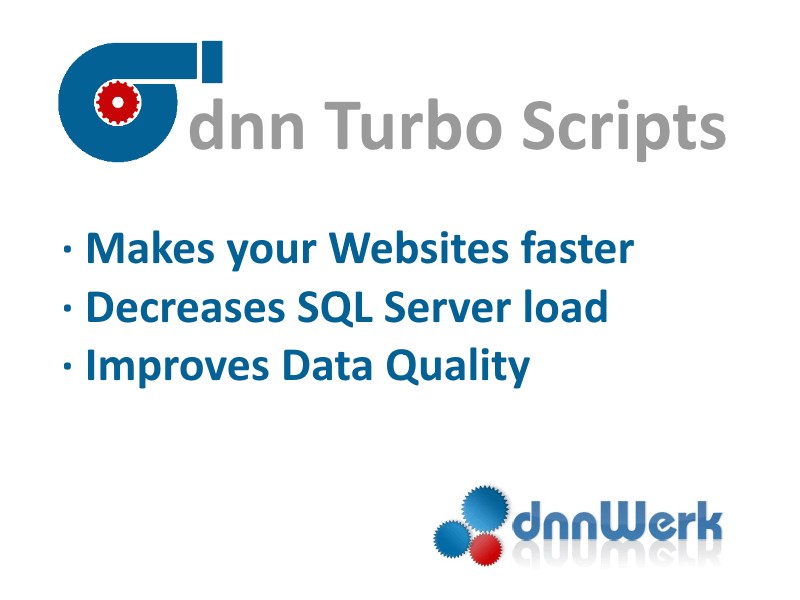 dnn Turbo Scripts
· Makes your Websites faster
· Decreases SQL Server load
· Improves Data Quality
dnnWerk